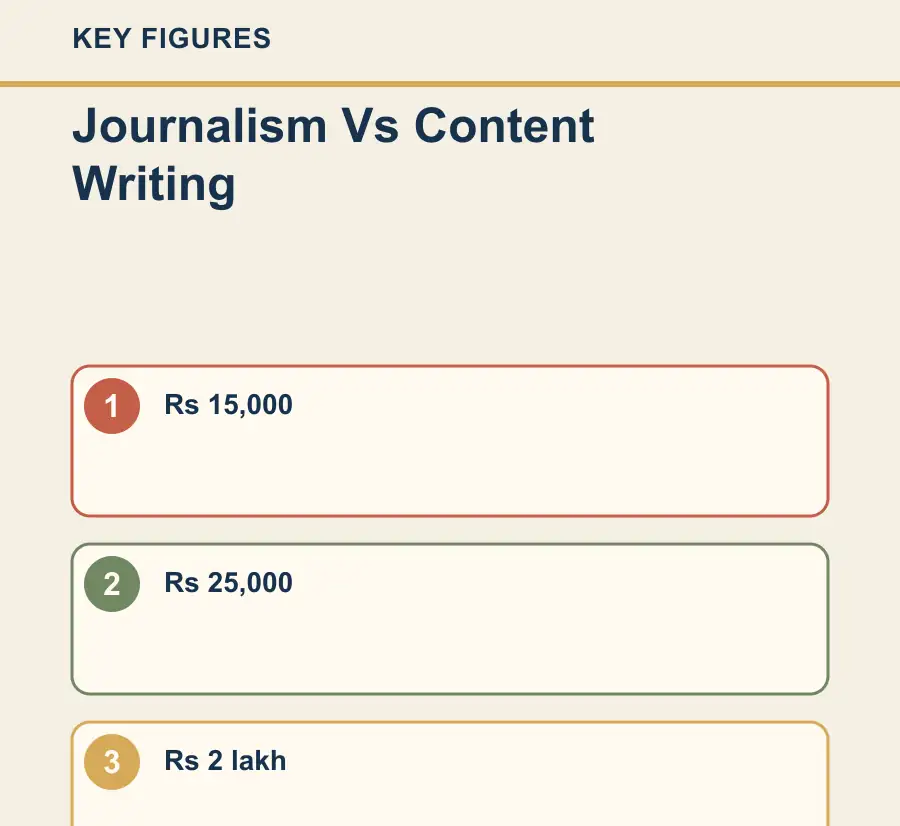 KEY FIGURES
Journalism Vs Content
Writing
1 Rs 15,000
2 Rs 25,000
3 Rs 2 lakh